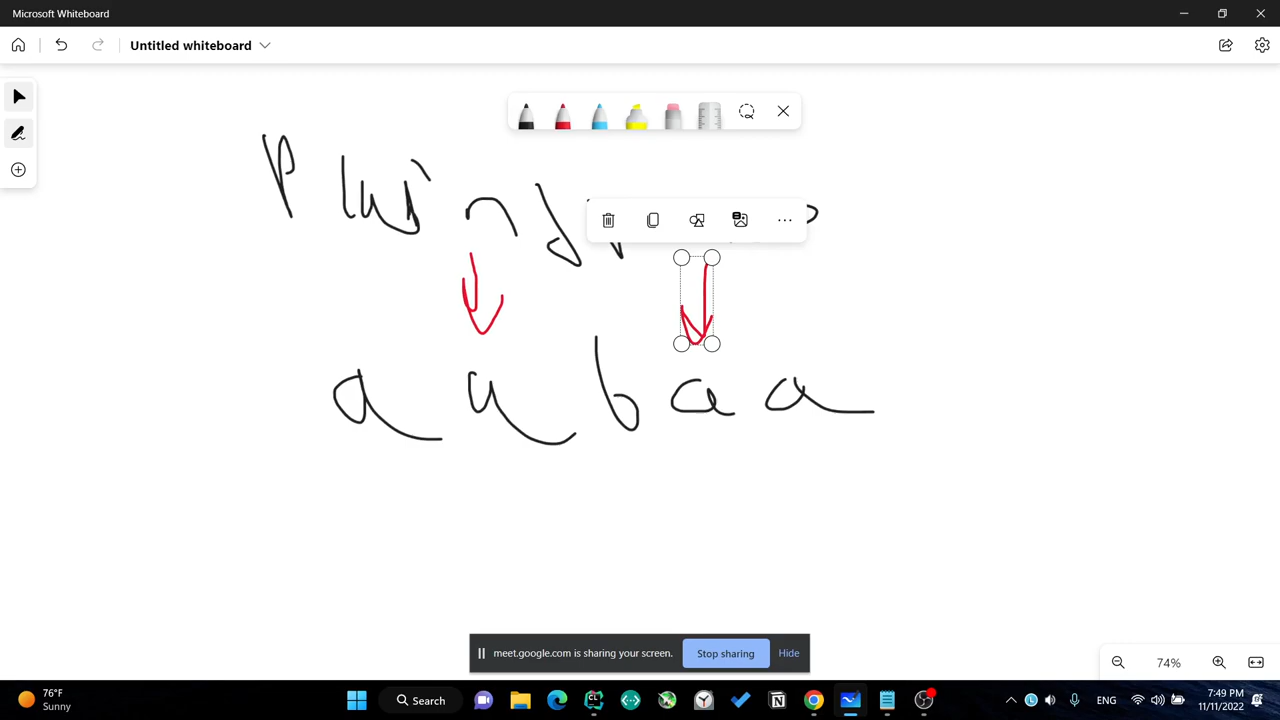 Microsoft Whiteboard
Untitled whiteboard
a a b a a
meet.google.com is sharing your screen.
Stop sharing
Hide
74%
76°F
Sunny
Search
ENG
7:49 PM
11/11/2022